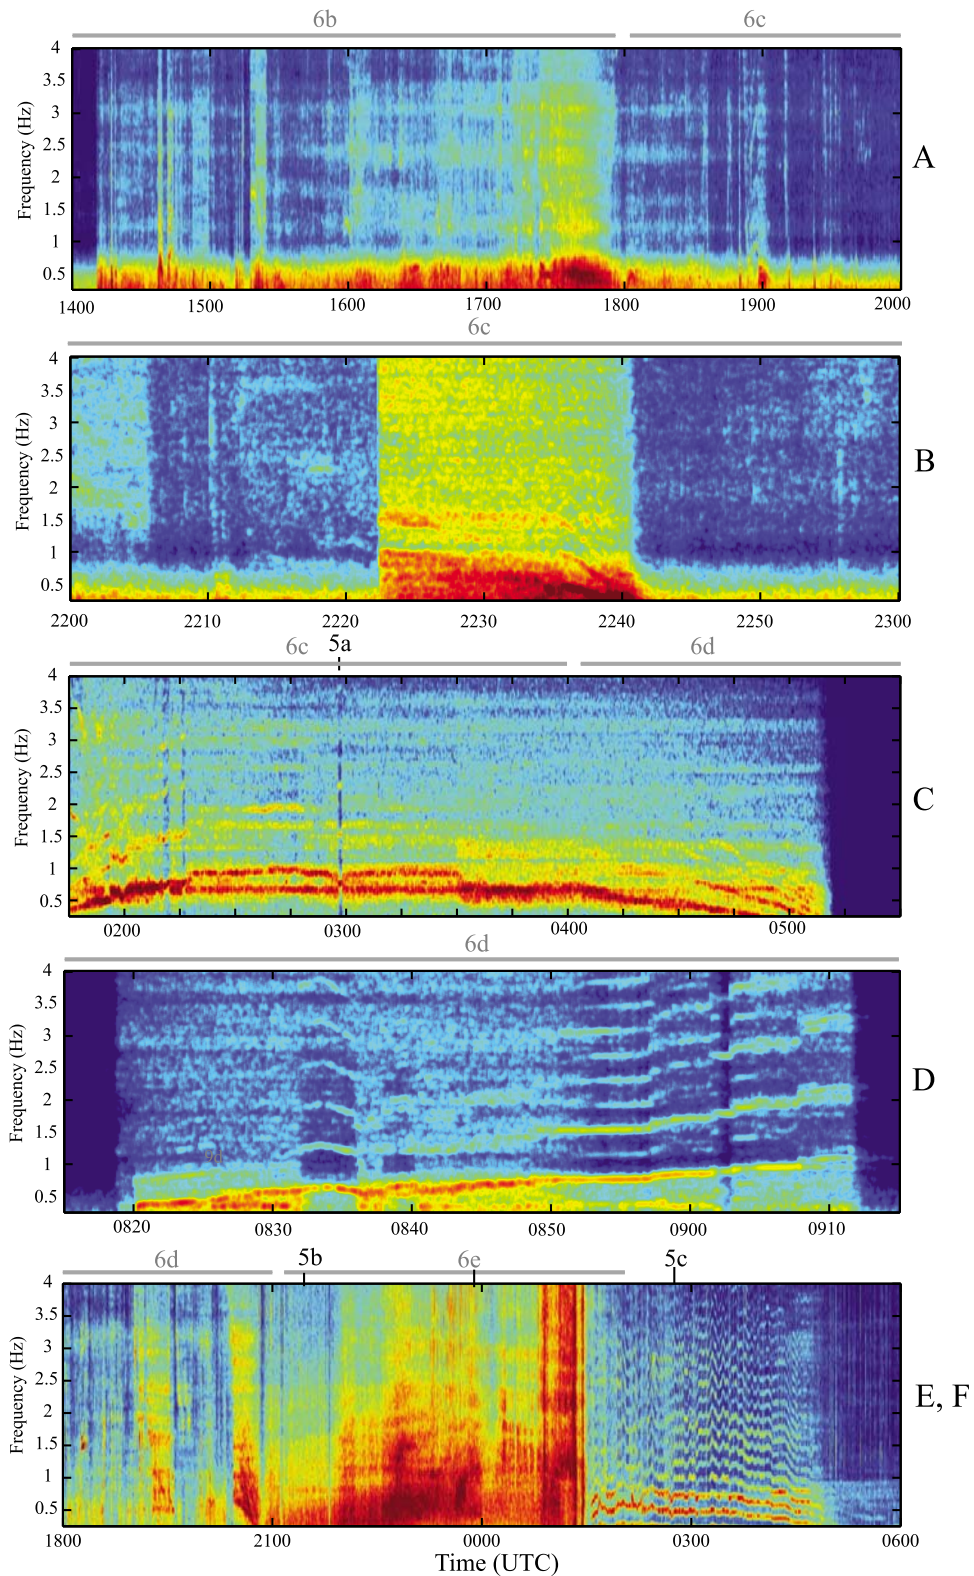 6b 6c
4
3.5
3
2.5
2
1.5
1
0.5
Frequency (Hz)
A
1400 1500 1600 1700 1800 1900 2000
6c
4
3.5
3
2.5
2
1.5
1
0.5
Frequency (Hz)
B
2200 2210 2220 2230 2240 2250 2300
6c 5a 6d
4
3.5
3
2.5
2
1.5
1
0.5
Frequency (Hz)
C
0200 0300 0400 0500
6d
4
3.5
3
2.5
2
1.5
1
0.5
Frequency (Hz)
D
6d
0820 0830 0840 0850 0900 0910
6d 5b 6e 5c
4
3.5
3
2.5
2
1.5
1
0.5
Frequency (Hz)
E, F
1800 2100 0000 0300 0600
Time (UTC)